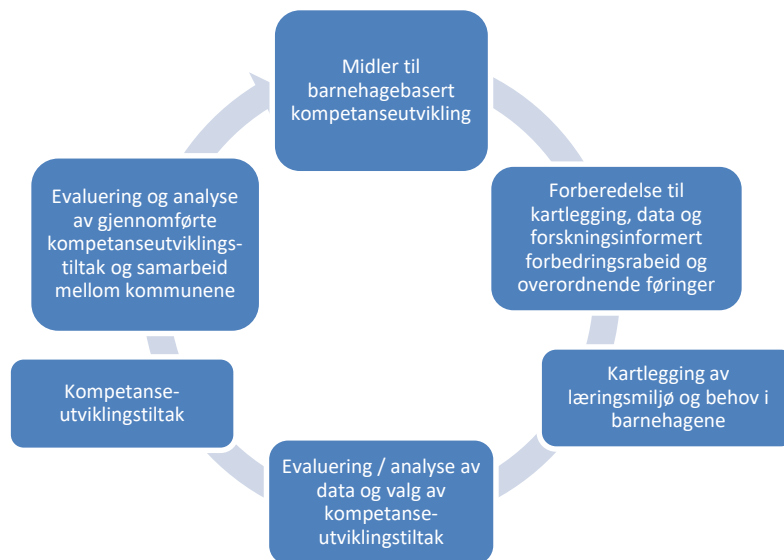 Midler til
barnehagebasert
kompetanseutvikling
Forberedelse til
kartlegging, data og
forskningsinformert
forbedringsrabeid og
overordnende føringer
Kartlegging av
læringsmiljø og behov i
barnehagene
Evaluering / analyse av
data og valg av
kompetanse-
utviklingstiltak
Kompetanse-
utviklingstiltak
Evaluering og analyse
av gjennomførte
kompetanseutviklings-
tiltak og samarbeid
mellom kommunene